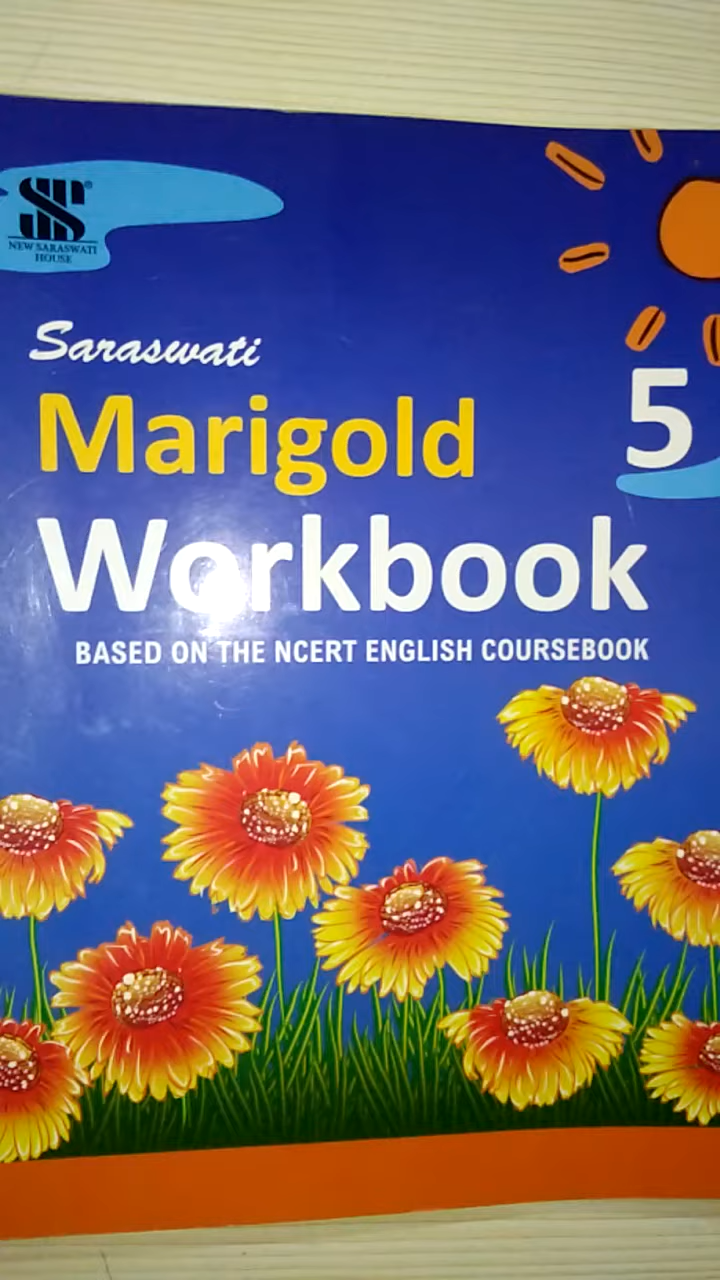 NEW SARASWATI
HOUSE
Saraswati
Marigold
5
Workbook
BASED ON THE NCERT ENGLISH COURSEBOOK